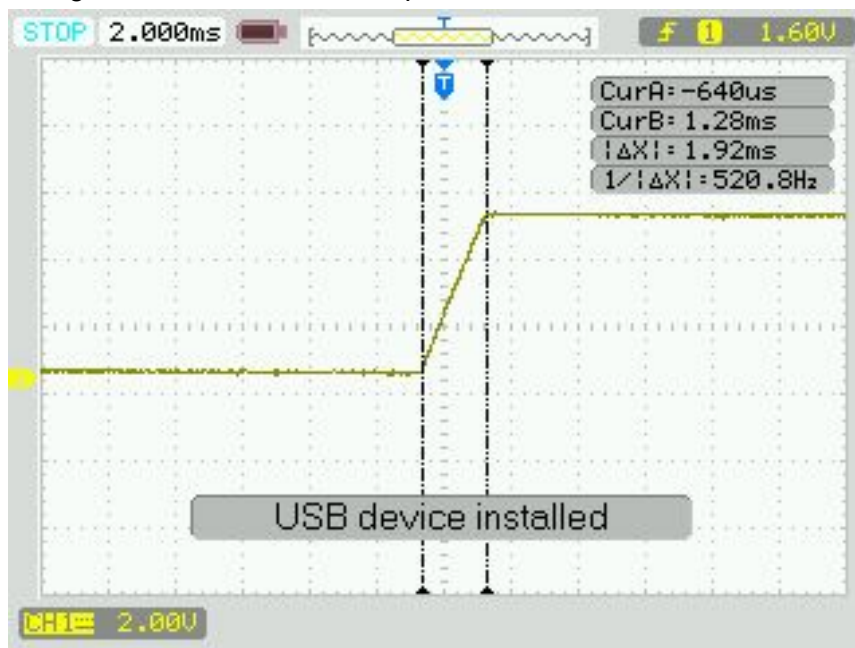 STOP 2.000ms T f 1 1.60V
T
CurA:-640us
CurB:1.28ms
|ΔX|:1.92ms
1/|ΔX|:520.8Hz
USB device installed
CH1 2.00V